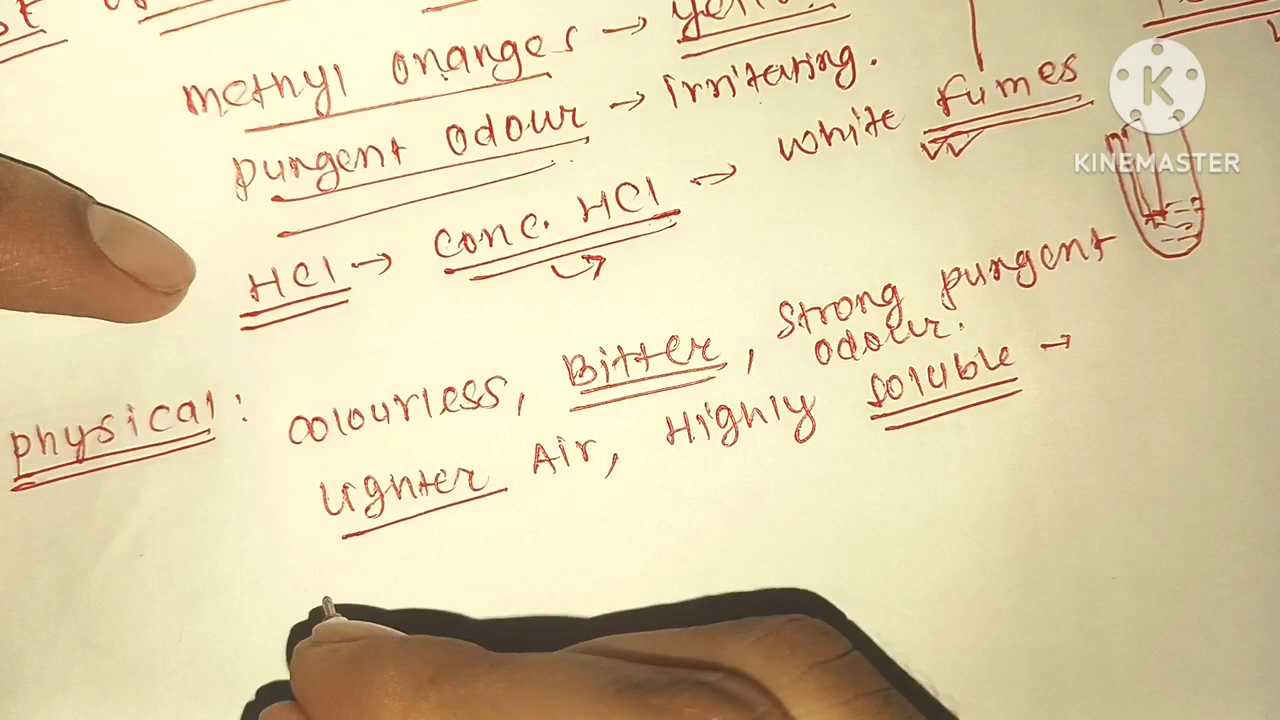 methyl oranges →
pungent odour → irritating.
HCl → conc. HCl → white fumes
KINEMASTER
physical: colourless, Bitter, Strong pungent
odour.
Lighter Air, Highly soluble →